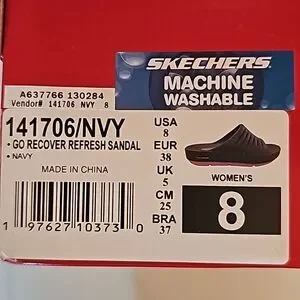 A637766 130284
Vendor# 141706 NVY 8
SKECHERS
MACHINE
WASHABLE
141706/NVY
• GO RECOVER REFRESH SANDAL
• NAVY
MADE IN CHINA
1 97627 10373 0
USA
8
EUR
38
UK
5
CM
25
BRA
37
WOMEN'S
8